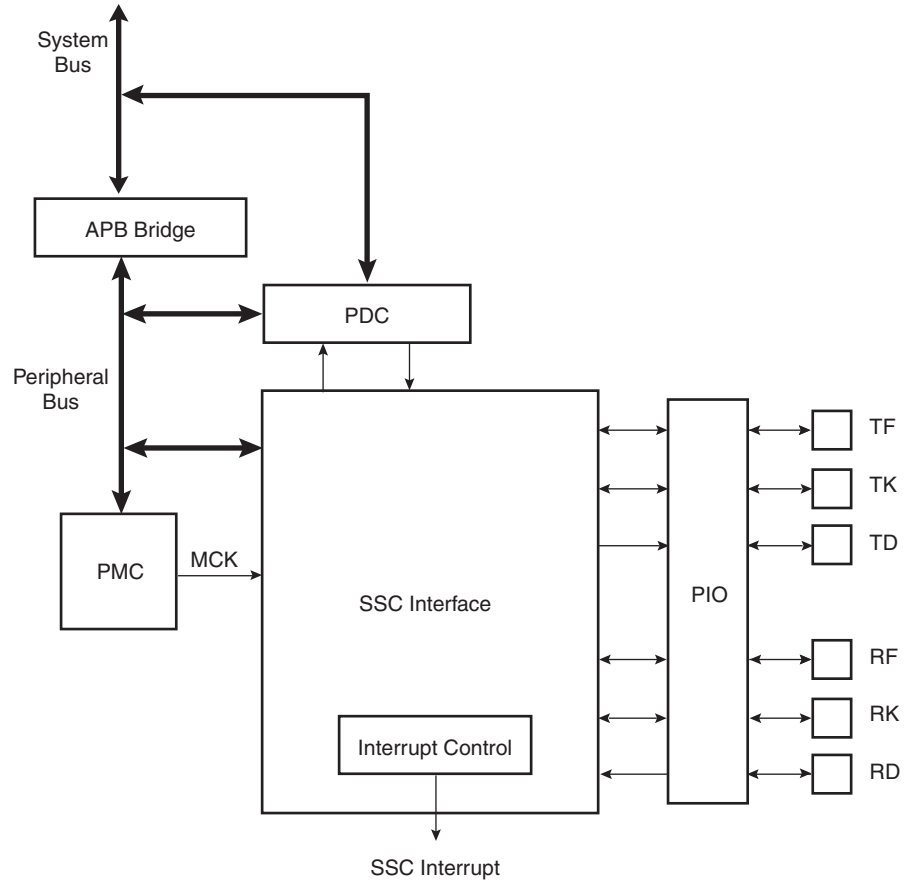 System
Bus
APB Bridge
PDC
Peripheral
Bus
PMC
MCK
SSC Interface
Interrupt Control
SSC Interrupt
PIO
TF
TK
TD
RF
RK
RD